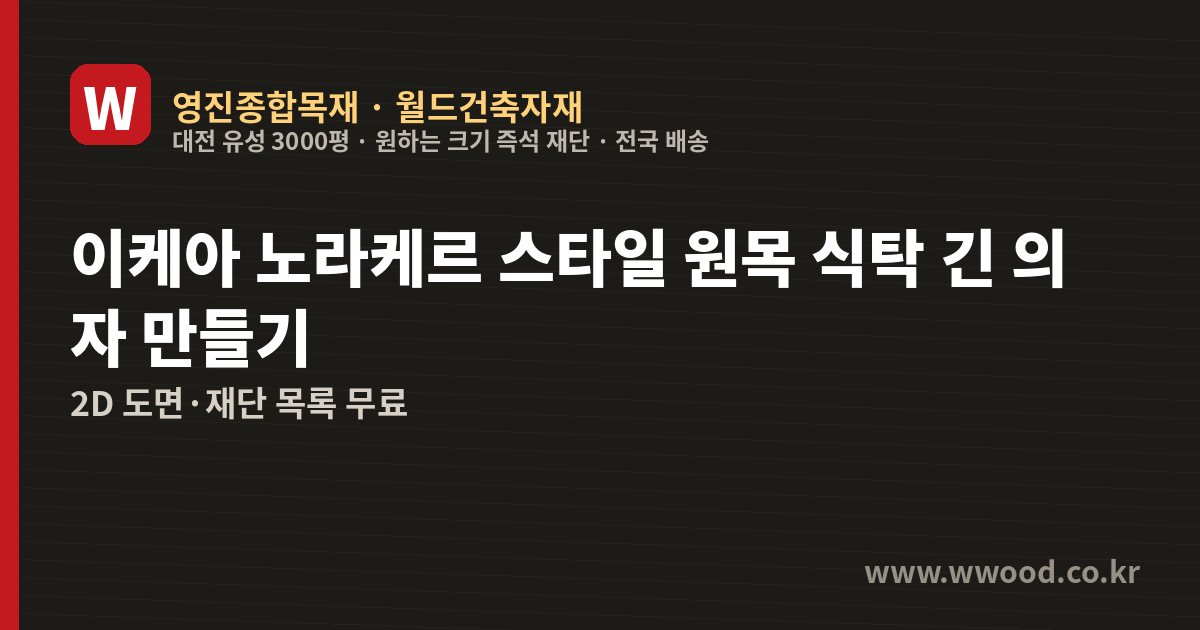 W
영진종합목재 · 월드건축자재
대전 유성 3000평 · 원하는 크기 즉석 재단 · 전국 배송
이케아 노라케르 스타일 원목 식탁 긴 의
자 만들기
2D 도면·재단 목록 무료
www.wwood.co.kr